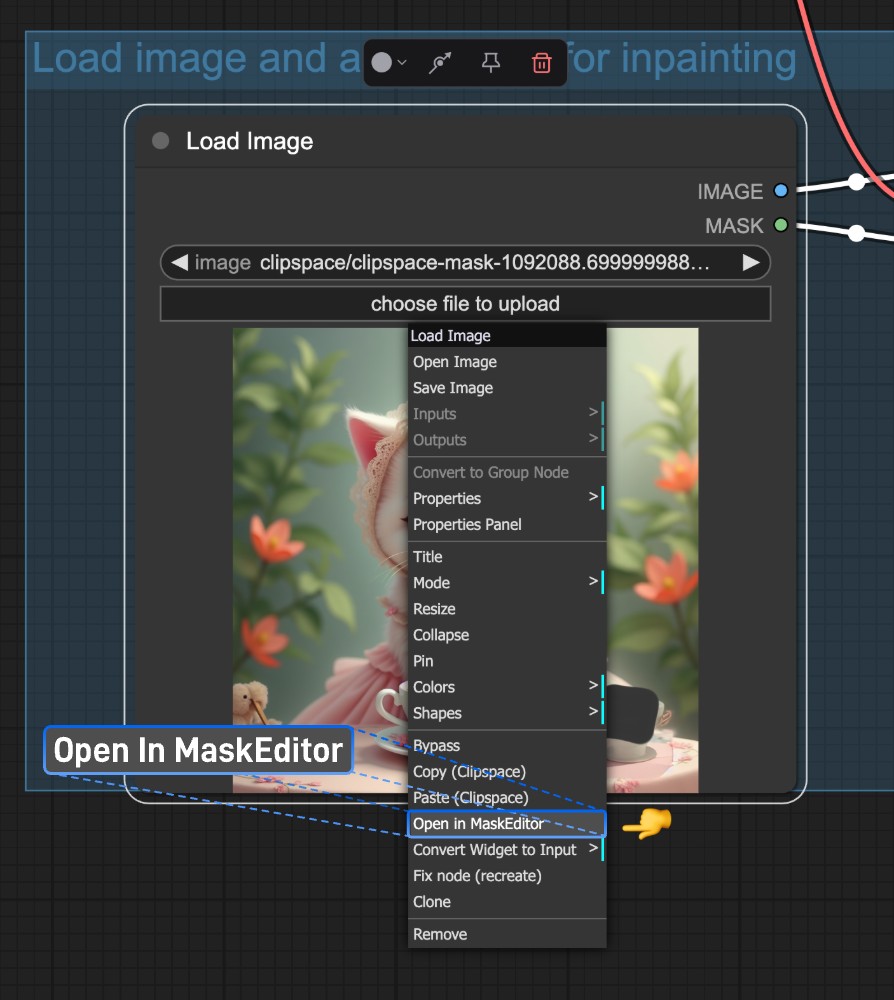 Load image and a for inpainting
Load Image
IMAGE
MASK
image clipspace/clipspace-mask-1092088.699999988...
choose file to upload
Load Image
Open Image
Save Image
Inputs >
Outputs >
Convert to Group Node
Properties >
Properties Panel
Title
Mode >
Resize
Collapse
Pin
Colors >
Shapes >
Open In MaskEditor
Bypass
Copy (Clipspace)
Paste (Clipspace)
Open in MaskEditor
Convert Widget to Input >
Fix node (recreate)
Clone
Remove